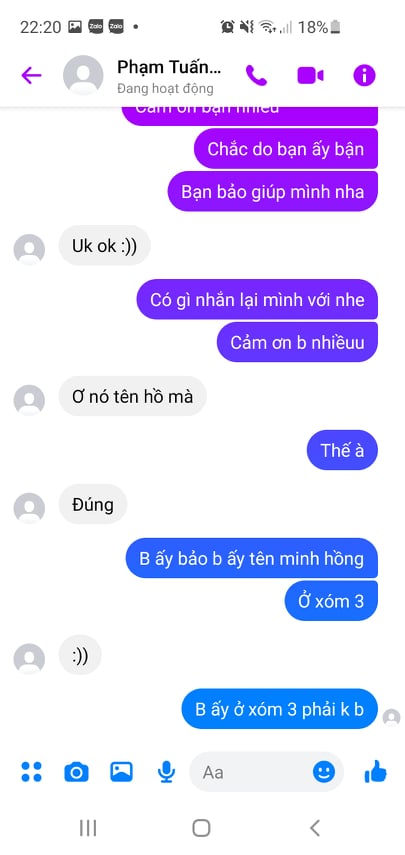 22:20 Zalo Zalo 18%
Phạm Tuấn...
Đang hoạt động
Cảm ơn bạn nhiều
Chắc do bạn ấy bận
Bạn bảo giúp mình nha
Uk ok :))
Có gì nhắn lại mình với nhe
Cảm ơn b nhiềuu
Ơ nó tên hồ mà
Thế à
Đúng
B ấy bảo b ấy tên minh hồng
Ở xóm 3
:))
B ấy ở xóm 3 phải k b
Aa